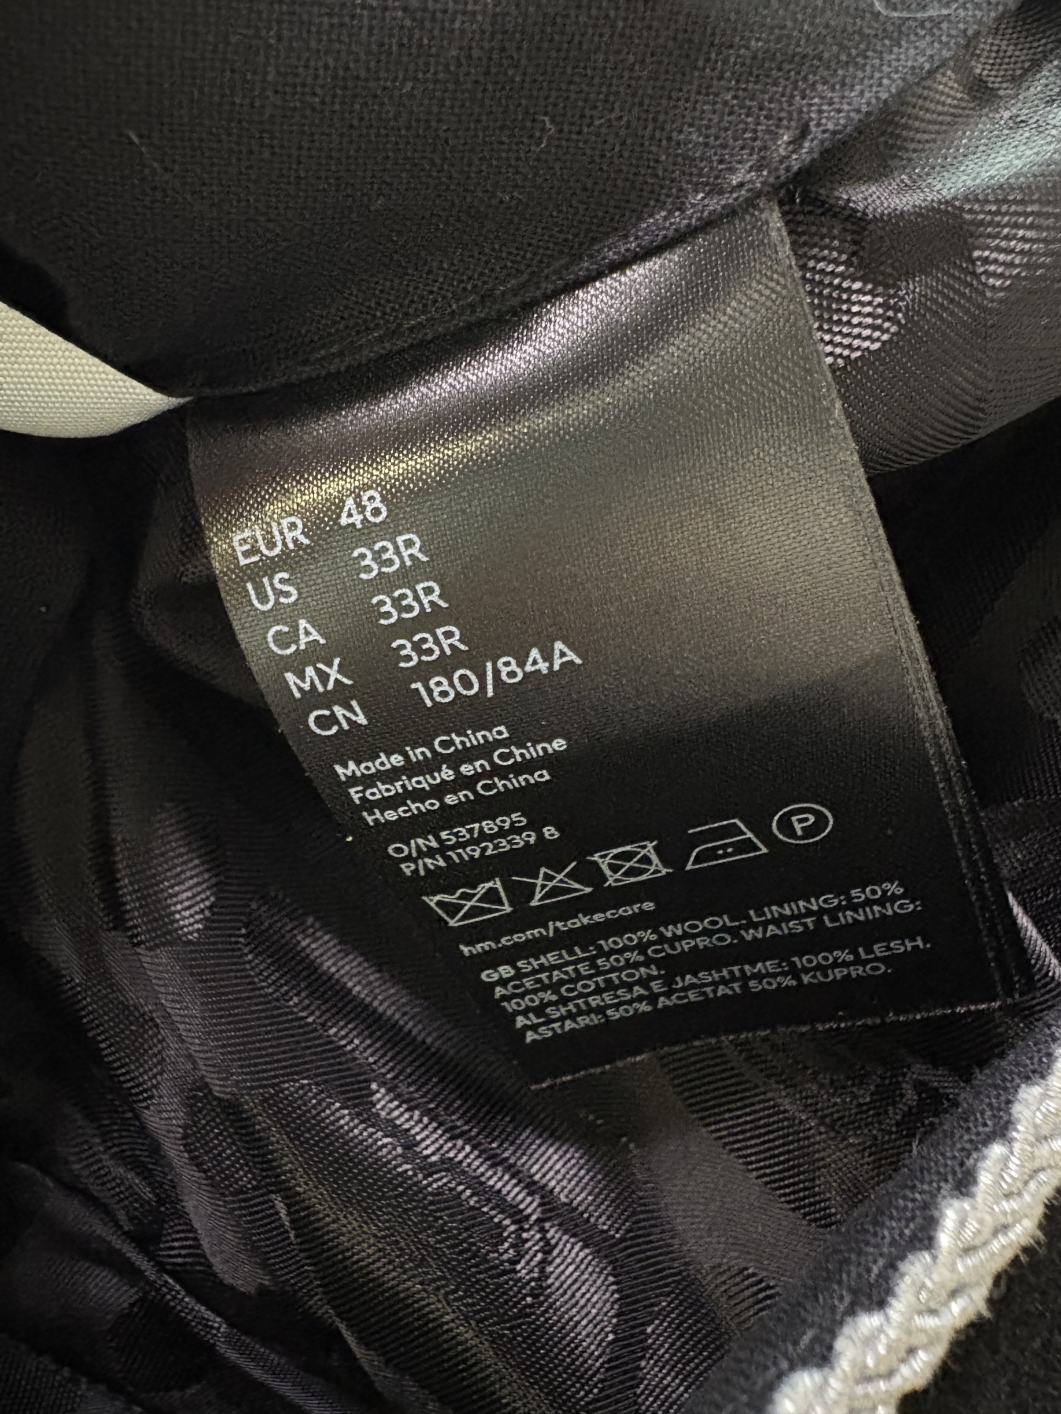 EUR 48
US 33R
CA 33R
MX 33R
CN 180/84A
Made in China
Fabriqué en Chine
Hecho en China
O/N 537895
P/N 1192339 8
P
hm.com/takecare
GB SHELL: 100% WOOL. LINING: 50%
ACETATE 50% CUPRO. WAIST LINING:
100% COTTON.
AL SHTRESA E JASHTME: 100% LESH.
ASTARI: 50% ACETAT 50% KUPRO.